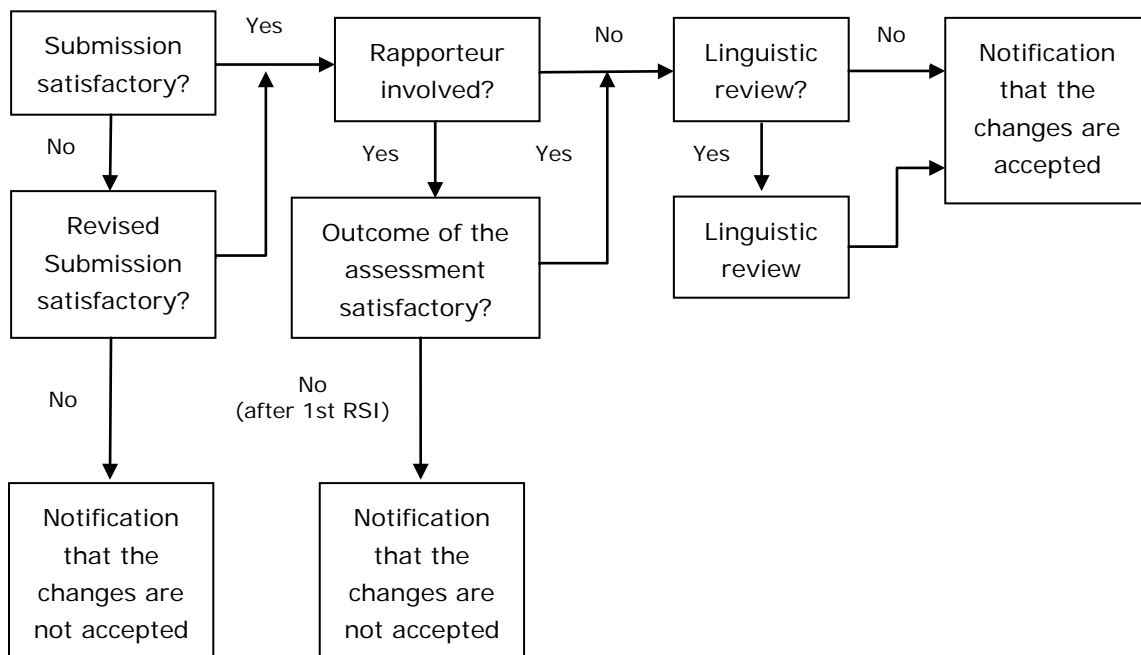 Submission
satisfactory?
Yes
Rapporteur
involved?
No
Linguistic
review?
No
Notification
that the
changes are
accepted
No
Yes
Yes
Yes
Revised
Submission
satisfactory?
Outcome of the
assessment
satisfactory?
Linguistic
review
No
No
(after 1st RSI)
Notification
that the
changes are
not accepted
Notification
that the
changes are
not accepted